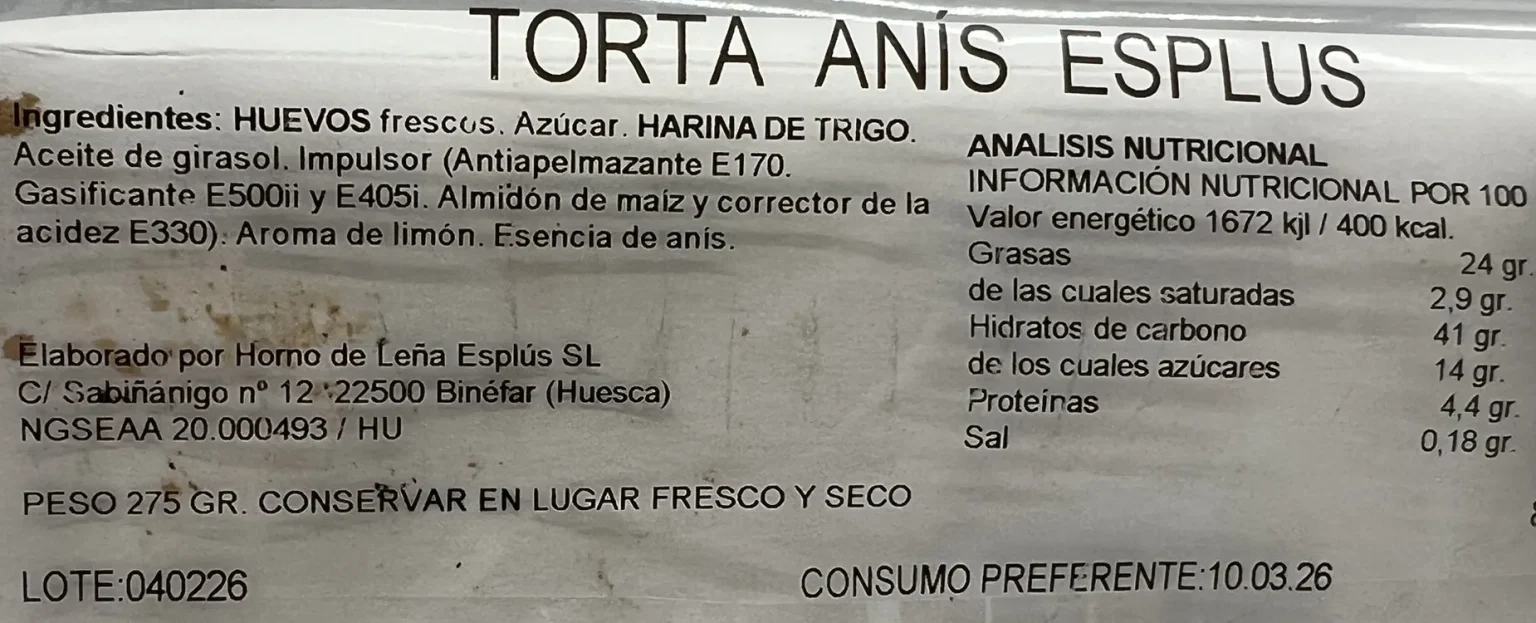 TORTA ANÍS ESPLUS
Ingredientes: HUEVOS frescos. Azúcar. HARINA DE TRIGO.
Aceite de girasol. Impulsor (Antiapelmazante E170.
Gasificante E500ii y E405i. Almidón de maíz y corrector de la
acidez E330). Aroma de limón. Esencia de anís.
Elaborado por Horno de Leña Esplús SL
C/ Sabiñánigo nº 12 22500 Binéfar (Huesca)
NGSEAA 20.000493 / HU
PESO 275 GR. CONSERVAR EN LUGAR FRESCO Y SECO
LOTE:040226
ANALISIS NUTRICIONAL
INFORMACIÓN NUTRICIONAL POR 100
Valor energético 1672 kjl / 400 kcal.
Grasas 24 gr.
de las cuales saturadas 2,9 gr.
Hidratos de carbono 41 gr.
de los cuales azúcares 14 gr.
Proteínas 4,4 gr.
Sal 0,18 gr.
CONSUMO PREFERENTE:10.03.26